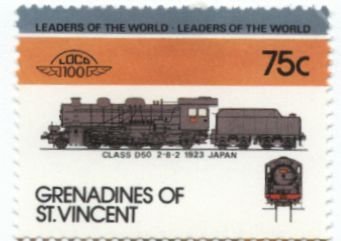 LEADERS OF THE WORLD · LEADERS OF THE WORLD
LOCO
100
75c
CLASS D50 2-8-2 1923 JAPAN
GRENADINES OF
ST.VINCENT